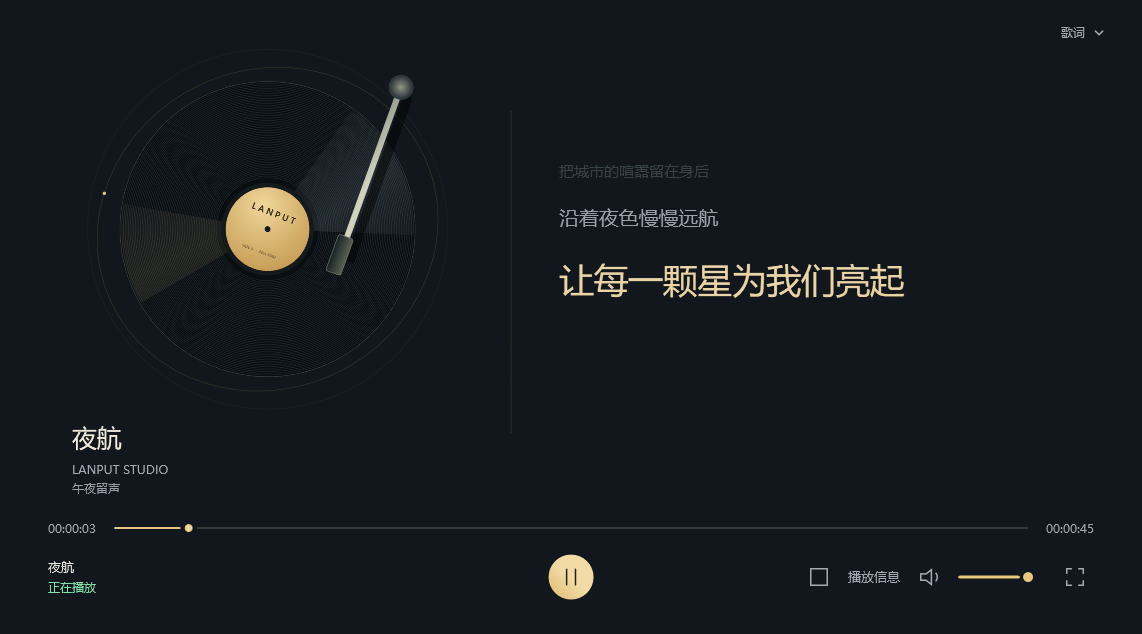 歌词
LANPUT
把城市的喧嚣留在身后
沿着夜色慢慢远航
让每一颗星为我们亮起
夜航
LANPUT STUDIO
午夜留声
00:00:03
00:00:45
夜航
正在播放
播放信息